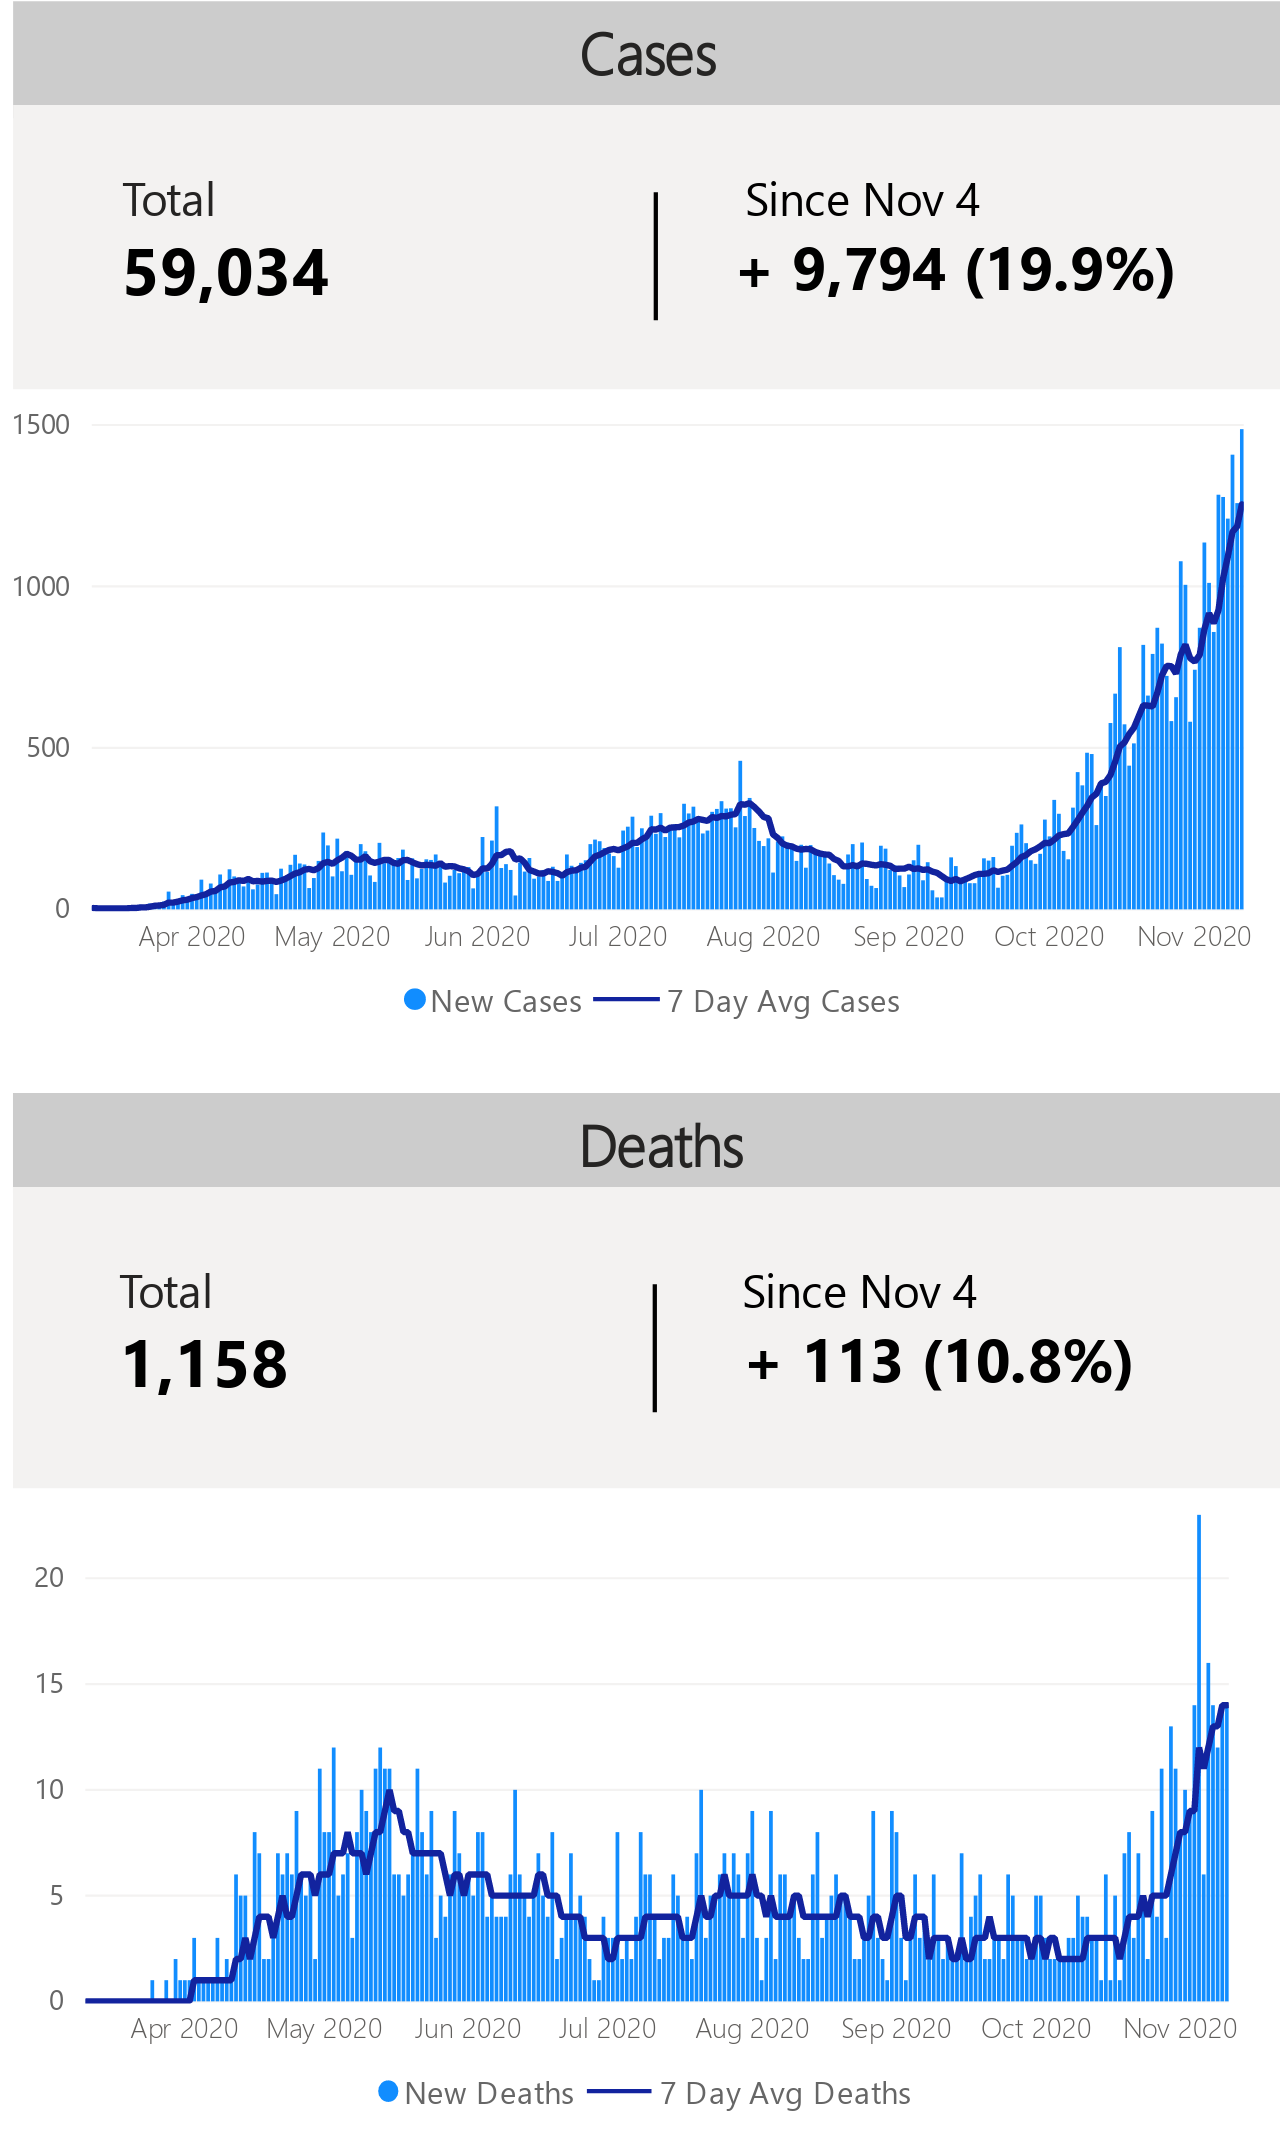 Cases
Total
Since Nov 4
59,034
+ 9,794 (19.9%)
1500
1000
500
0
Apr 2020 May 2020 Jun 2020 Jul 2020 Aug 2020 Sep 2020 Oct 2020 Nov 2020
New Cases 7 Day Avg Cases
Deaths
Total
Since Nov 4
1,158
+ 113 (10.8%)
20
15
10
5
0
Apr 2020 May 2020 Jun 2020 Jul 2020 Aug 2020 Sep 2020 Oct 2020 Nov 2020
New Deaths 7 Day Avg Deaths